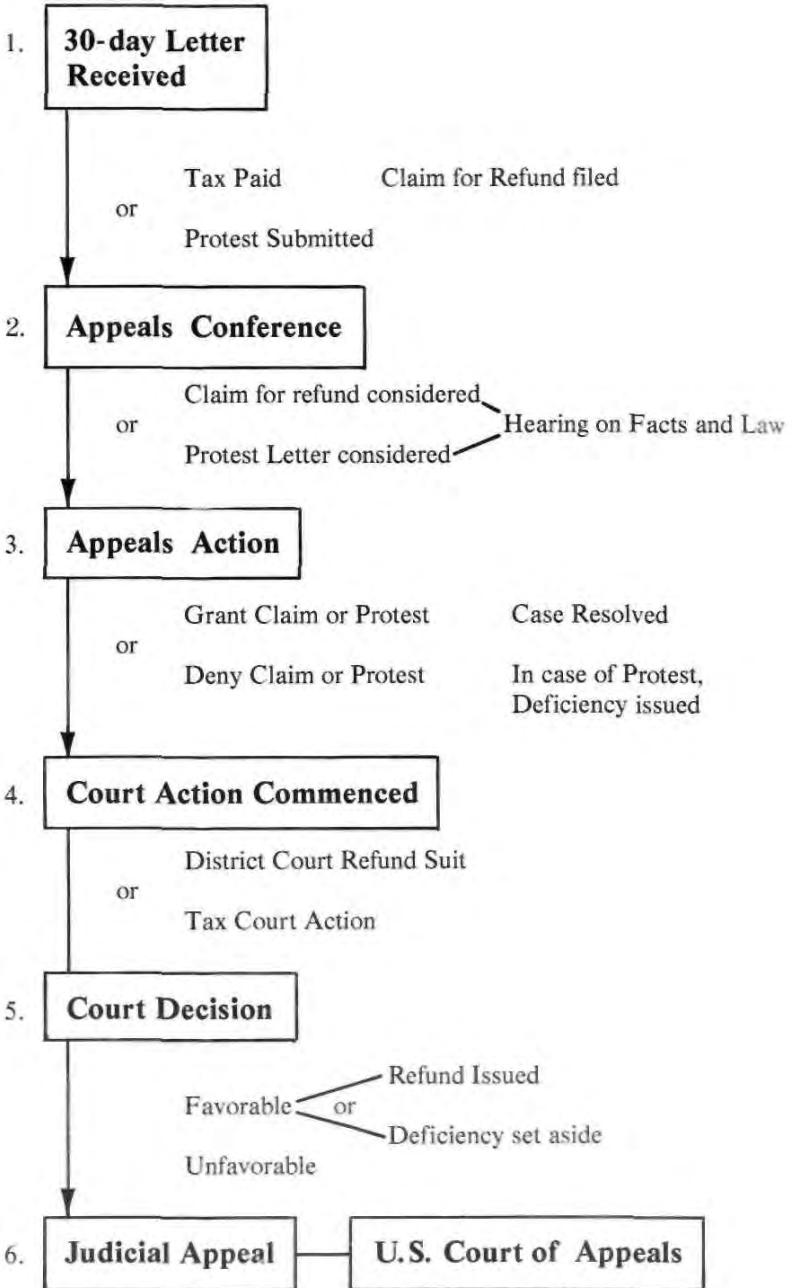 1. 30-day Letter
Received
Tax Paid Claim for Refund filed
or
Protest Submitted
2. Appeals Conference
Claim for refund considered
or
Hearing on Facts and Law
Protest Letter considered
3. Appeals Action
Grant Claim or Protest Case Resolved
or
Deny Claim or Protest In case of Protest,
Deficiency issued
4. Court Action Commenced
District Court Refund Suit
or
Tax Court Action
5. Court Decision
Refund Issued
Favorable or
Deficiency set aside
Unfavorable
6. Judicial Appeal U.S. Court of Appeals